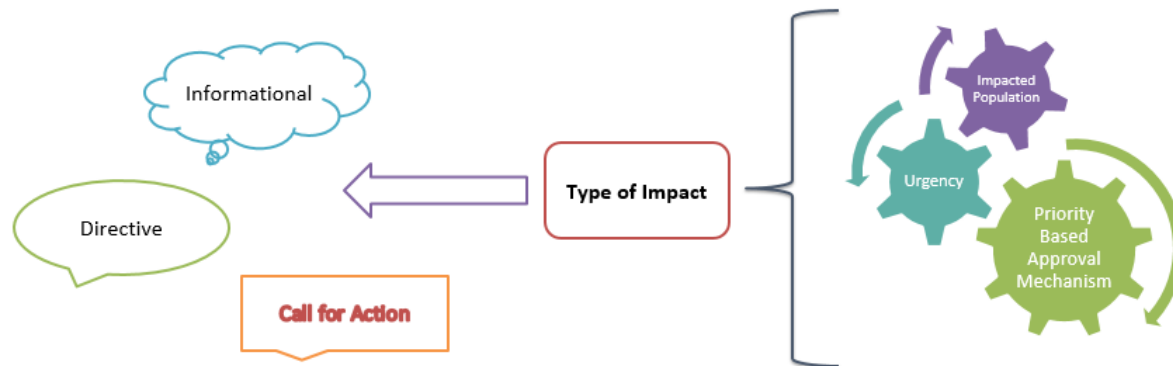 Informational
Directive
Call for Action
Type of Impact
Impacted
Population
Urgency
Priority
Based
Approval
Mechanism